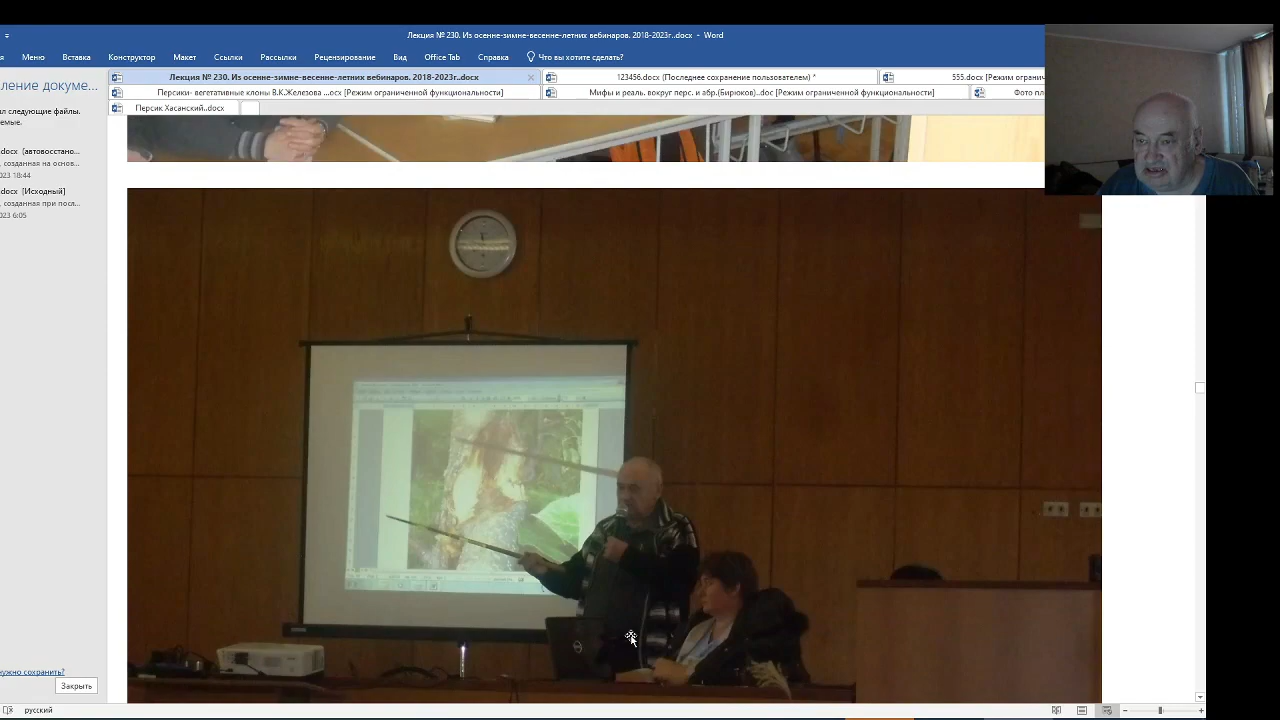 Лекция № 230. Из осенне-зимне-весенне-летних вебинаров. 2018-2023г..docx - Word
Меню Вставка Конструктор Макет Ссылки Рассылки Рецензирование Вид Office Tab Справка Что вы хотите сделать?
Лекция № 230. Из осенне-зимне-весенне-летних вебинаров. 2018-2023г..docx
123456.docx (Последнее сохранение пользователем) *
555.docx [Режим огранич
Персики- вегетативные клоны В.К.Железова ...ocx [Режим ограниченной функциональности]
Мифы и реаль. вокруг перс. и абр.(Бирюков)..doc [Режим ограниченной функциональности]
Фото пл
Персик Хасанский..docx
ление докуме...
ил следующие файлы.
емые.
.docx [автовосстано...
, созданная на основ...
023 18:44
.docx [Исходный]
, созданная при посл...
023 6:05
нужно сохранить?
Закрыть
русский